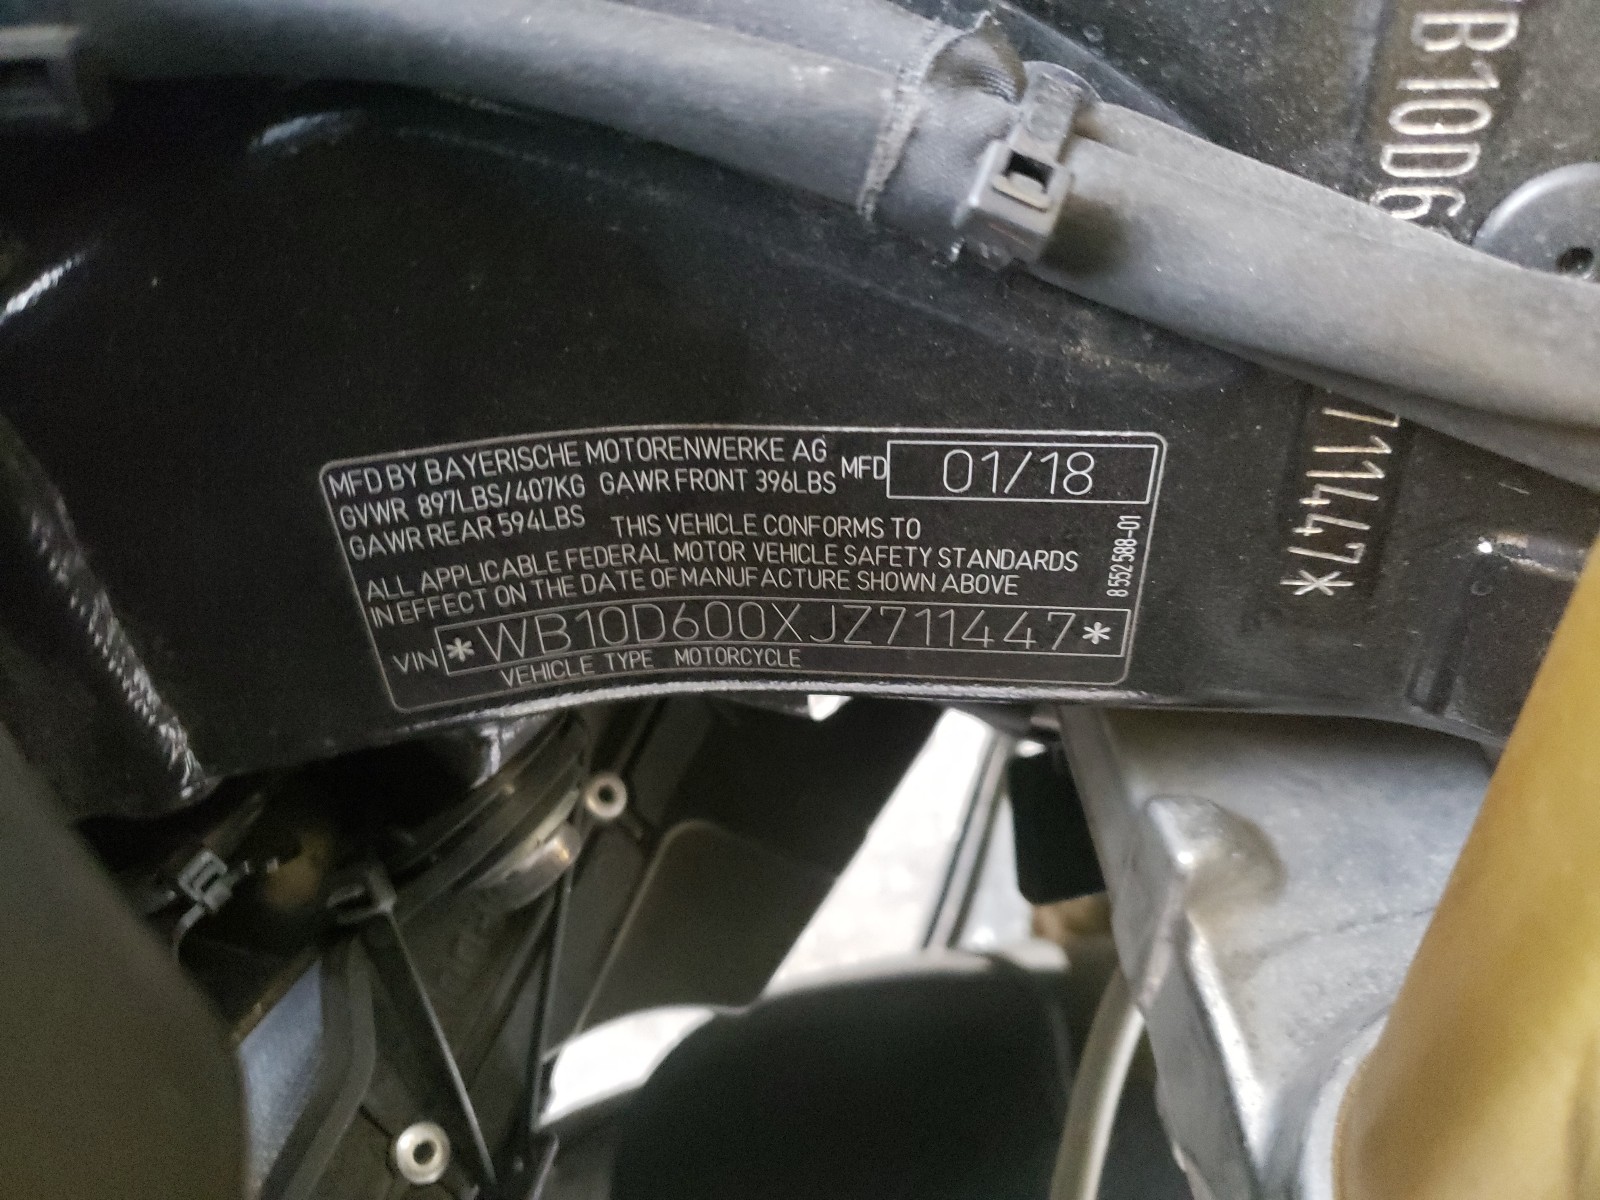 MFD BY BAYERISCHE MOTORENWERKE AG
GVWR 897LBS/407KG GAWR FRONT 396LBS
MFD 01/18
GAWR REAR 594LBS THIS VEHICLE CONFORMS TO
ALL APPLICABLE FEDERAL MOTOR VEHICLE SAFETY STANDARDS
IN EFFECT ON THE DATE OF MANUFACTURE SHOWN ABOVE
VIN *WB10D600XJZ711447*
VEHICLE TYPE MOTORCYCLE
8 552 588-01
B10D6
711447*